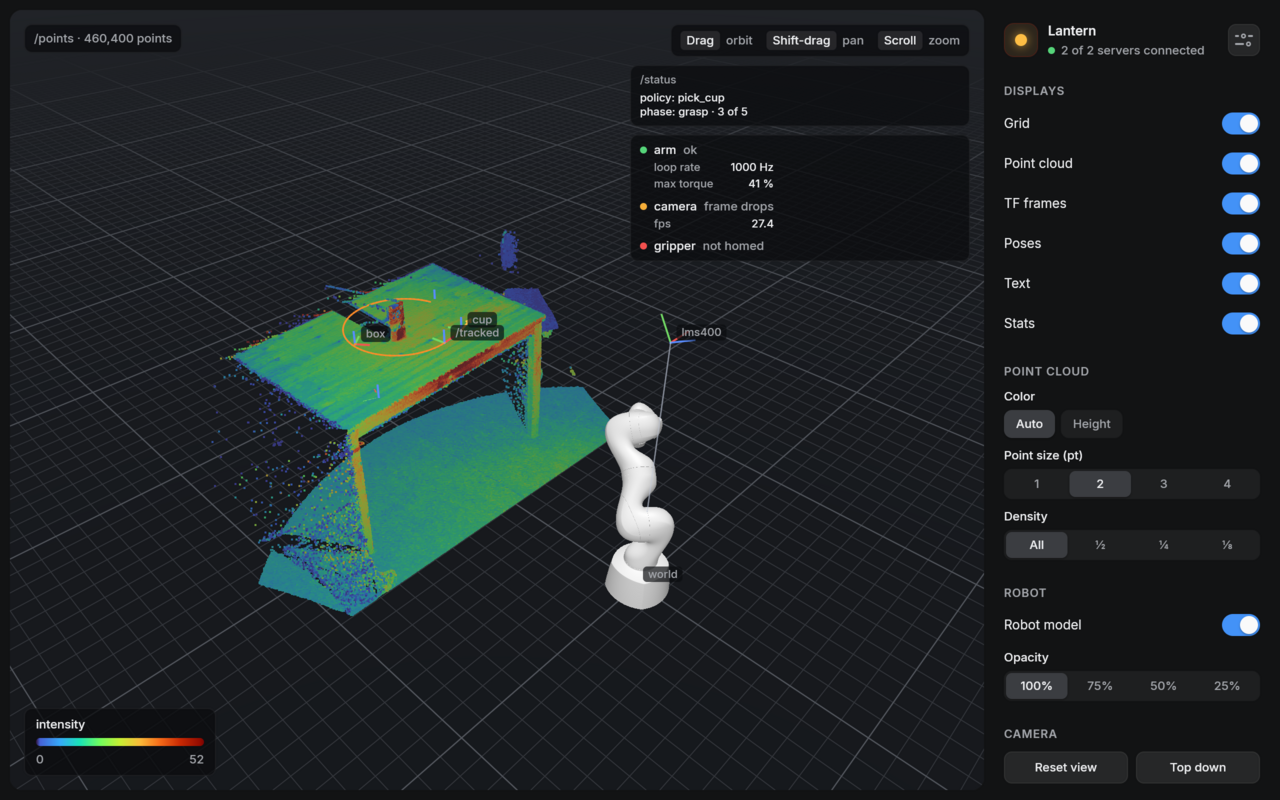 /points · 460,400 points
Drag orbit Shift-drag pan Scroll zoom
/status
policy: pick_cup
phase: grasp · 3 of 5
arm ok
loop rate 1000 Hz
max torque 41 %
camera frame drops
fps 27.4
gripper not homed
cup
box
/tracked
lms400
world
intensity
0 52
Lantern
2 of 2 servers connected
DISPLAYS
Grid
Point cloud
TF frames
Poses
Text
Stats
POINT CLOUD
Color
Auto Height
Point size (pt)
1 2 3 4
Density
All ½ ¼ ⅛
ROBOT
Robot model
Opacity
100% 75% 50% 25%
CAMERA
Reset view Top down